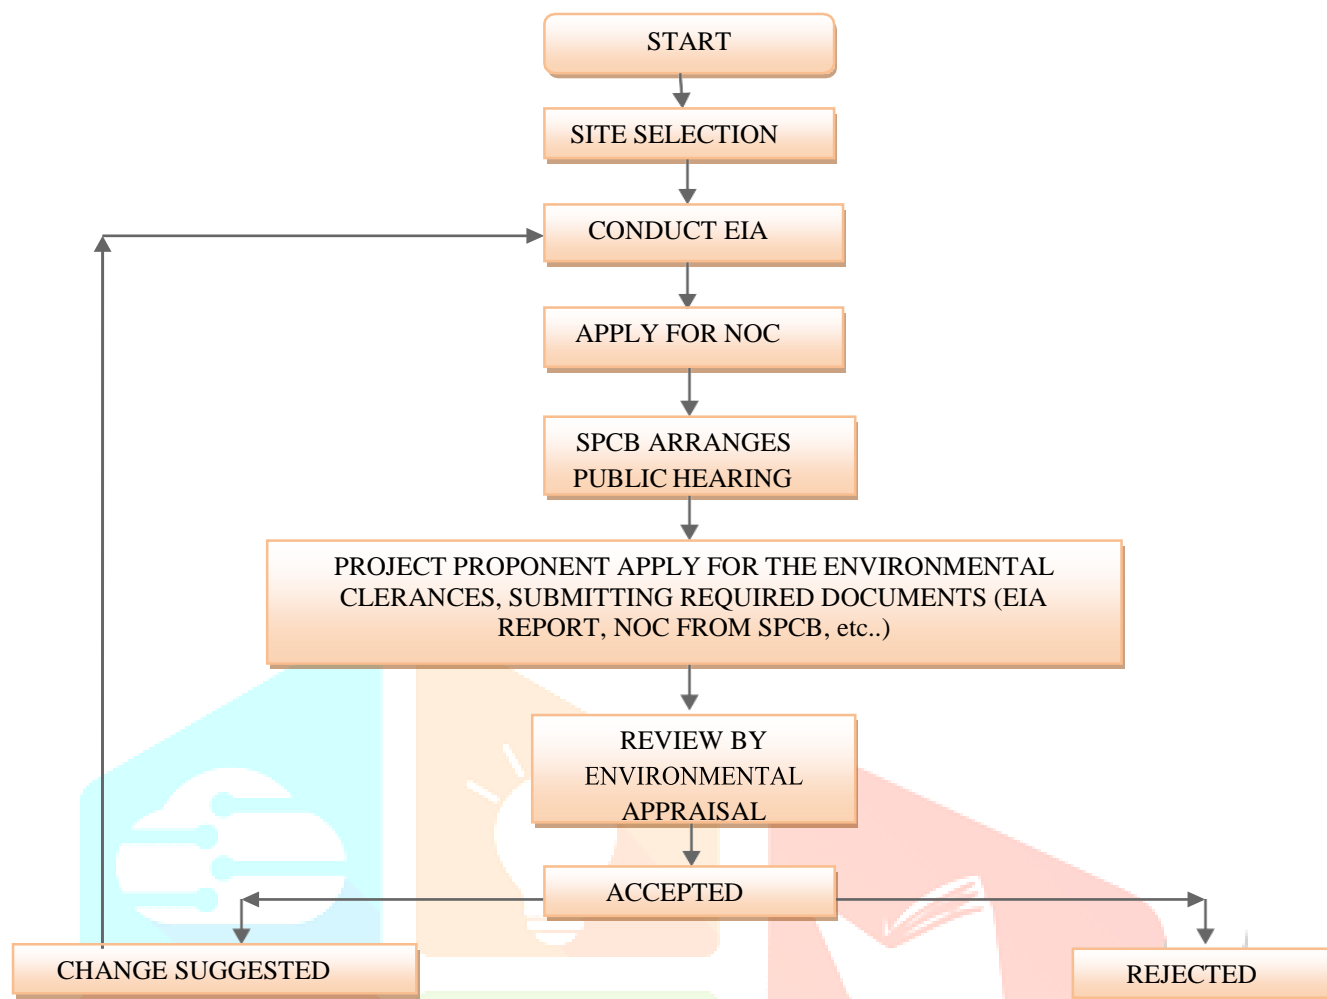 START
SITE SELECTION
CONDUCT EIA
APPLY FOR NOC
SPCB ARRANGES
PUBLIC HEARING
PROJECT PROPONENT APPLY FOR THE ENVIRONMENTAL
CLERANCES, SUBMITTING REQUIRED DOCUMENTS (EIA
REPORT, NOC FROM SPCB, etc..)
REVIEW BY
ENVIRONMENTAL
APPRAISAL
ACCEPTED
CHANGE SUGGESTED
REJECTED